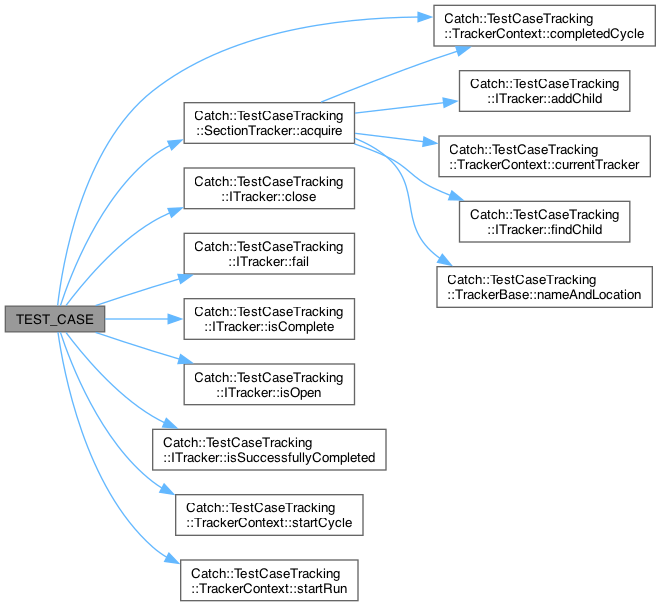 Catch::TestCaseTracking
::TrackerContext::completedCycle
Catch::TestCaseTracking
::ITracker::addChild
Catch::TestCaseTracking
::SectionTracker::acquire
Catch::TestCaseTracking
::TrackerContext::currentTracker
Catch::TestCaseTracking
::ITracker::close
Catch::TestCaseTracking
::ITracker::findChild
Catch::TestCaseTracking
::ITracker::fail
Catch::TestCaseTracking
::TrackerBase::nameAndLocation
TEST_CASE
Catch::TestCaseTracking
::ITracker::isComplete
Catch::TestCaseTracking
::ITracker::isOpen
Catch::TestCaseTracking
::ITracker::isSuccessfullyCompleted
Catch::TestCaseTracking
::TrackerContext::startCycle
Catch::TestCaseTracking
::TrackerContext::startRun